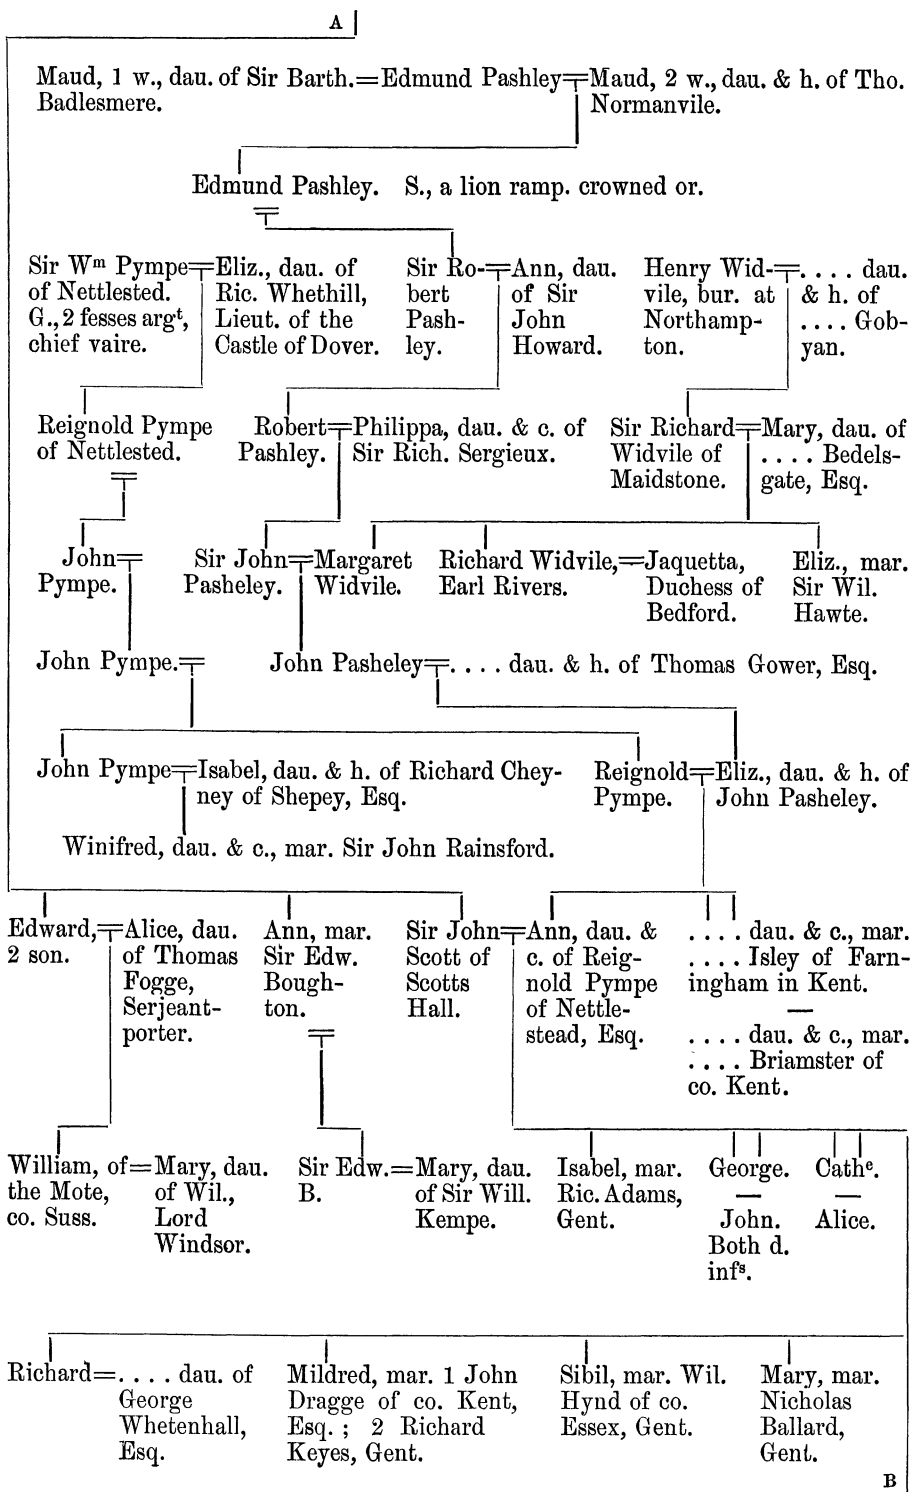 A
Maud, 1 w., dau. of Sir Barth.=Edmund Pashley=Maud, 2 w., dau. & h. of Tho.
Badlesmere. Normanvile.
Edmund Pashley. S., a lion ramp. crowned or.
Sir Wm Pympe=Eliz., dau. of
of Nettlested. Ric. Whethill,
G., 2 fesses argt, Lieut. of the
chief vaire. Castle of Dover.
Sir Ro-=Ann, dau.
bert of Sir
Pash- John
ley. Howard.
Henry Wid-=. . . . dau.
vile, bur. at & h. of
Northamp- . . . . Gob-
ton. yan.
Reignold Pympe
of Nettlested.
Robert=Philippa, dau. & c. of
Pashley. Sir Rich. Sergieux.
Sir Richard=Mary, dau. of
Widvile of . . . . Bedels-
Maidstone. gate, Esq.
John=
Pympe.
Sir John=Margaret
Pasheley. Widvile.
Richard Widvile,=Jaquetta,
Earl Rivers. Duchess of
Bedford.
Eliz., mar.
Sir Wil.
Hawte.
John Pympe.=
John Pasheley=. . . . dau. & h. of Thomas Gower, Esq.
John Pympe=Isabel, dau. & h. of Richard Chey-
ney of Shepey, Esq.
Reignold=Eliz., dau. & h. of
Pympe. John Pasheley.
Winifred, dau. & c., mar. Sir John Rainsford.
Edward,=Alice, dau.
2 son. of Thomas
Fogge,
Serjeant-
porter.
Ann, mar.
Sir Edw.
Bough-
ton.
Sir John=Ann, dau. &
Scott of c. of Reig-
Scotts nold Pympe
Hall. of Nettle-
stead, Esq.
. . . . dau. & c., mar.
. . . . Isley of Farn-
ingham in Kent.
—
. . . . dau. & c., mar.
. . . . Briamster of
co. Kent.
William, of=Mary, dau.
the Mote, of Wil.,
co. Suss. Lord
Windsor.
Sir Edw.=Mary, dau.
B. of Sir Will.
Kempe.
Isabel, mar.
Ric. Adams,
Gent.
George.
—
John.
Both d.
infs.
Cathe.
—
Alice.
Richard=. . . . dau. of
George
Whetenhall,
Esq.
Mildred, mar. 1 John
Dragge of co. Kent,
Esq. ; 2 Richard
Keyes, Gent.
Sibil, mar. Wil.
Hynd of co.
Essex, Gent.
Mary, mar.
Nicholas
Ballard,
Gent.
B